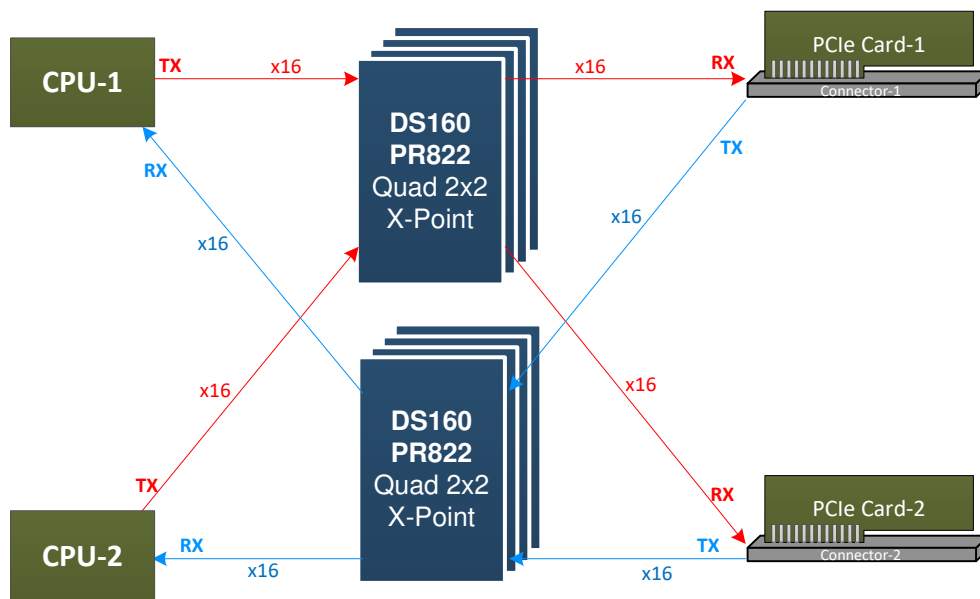 PCIe Card-1
CPU-1
TX
x16
x16
RX
Connector-1
DS160
PR822
Quad 2x2
X-Point
TX
RX
x16
x16
x16
x16
DS160
PR822
Quad 2x2
X-Point
TX
RX
PCIe Card-2
CPU-2
RX
TX
Connector-2
x16
x16